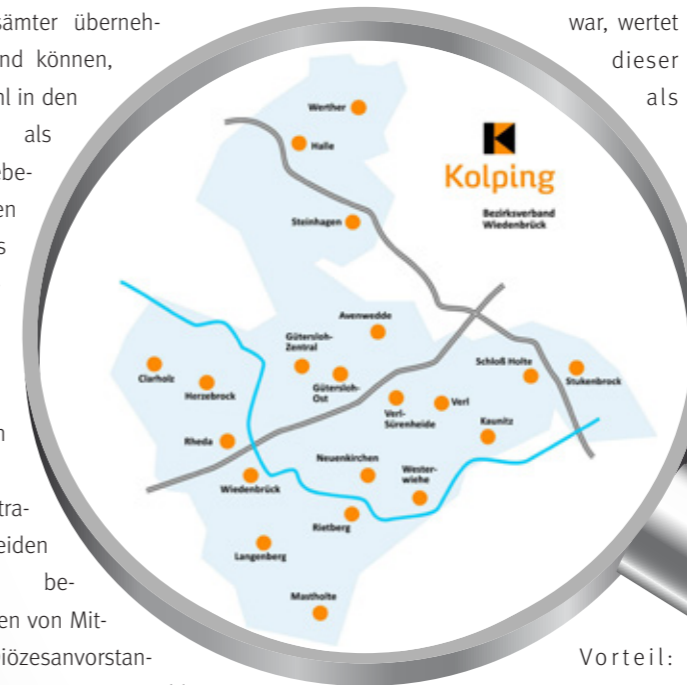 sämter überneh-
nd können,
l in den
als
ebe-
en
s
n
tra-
eiden
be-
en von Mit-
iözesanvorstan-
war, wertet
dieser
als
Vorteil:
Werther
Halle
Kolping
Bezirksverband
Wiedenbrück
Steinhagen
Avenwedde
Gütersloh-
Zentral
Gütersloh-
Ost
Schloß Holte
Stukenbrock
Clarholz
Herzebrock
Verl-
Sürenheide
Verl
Kaunitz
Rheda
Neuenkirchen
Wester-
wiehe
Wiedenbrück
Rietberg
Langenberg
Mastholte